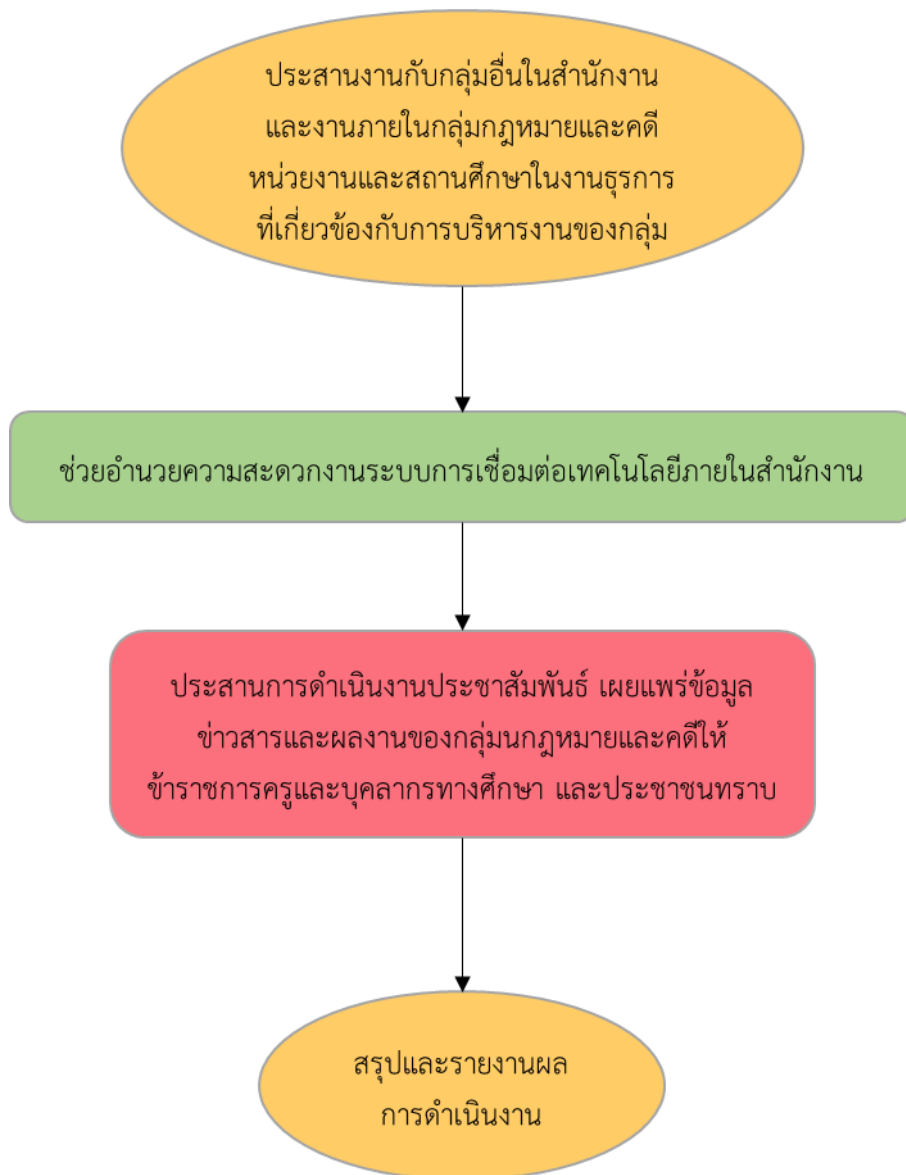 ประสานงานกับกลุ่มอื่นในสำนักงาน
และงานภายในกลุ่มกฎหมายและคดี
หน่วยงานและสถานศึกษาในงานธุรการ
ที่เกี่ยวข้องกับการบริหารงานของกลุ่ม
ช่วยอำนวยความสะดวกงานระบบการเชื่อมต่อเทคโนโลยีภายในสำนักงาน
ประสานการดำเนินงานประชาสัมพันธ์ เผยแพร่ข้อมูล
ข่าวสารและผลงานของกลุ่มนกฎหมายและคดีให้
ข้าราชการครูและบุคลากรทางศึกษา และประชาชนทราบ
สรุปและรายงานผล
การดำเนินงาน